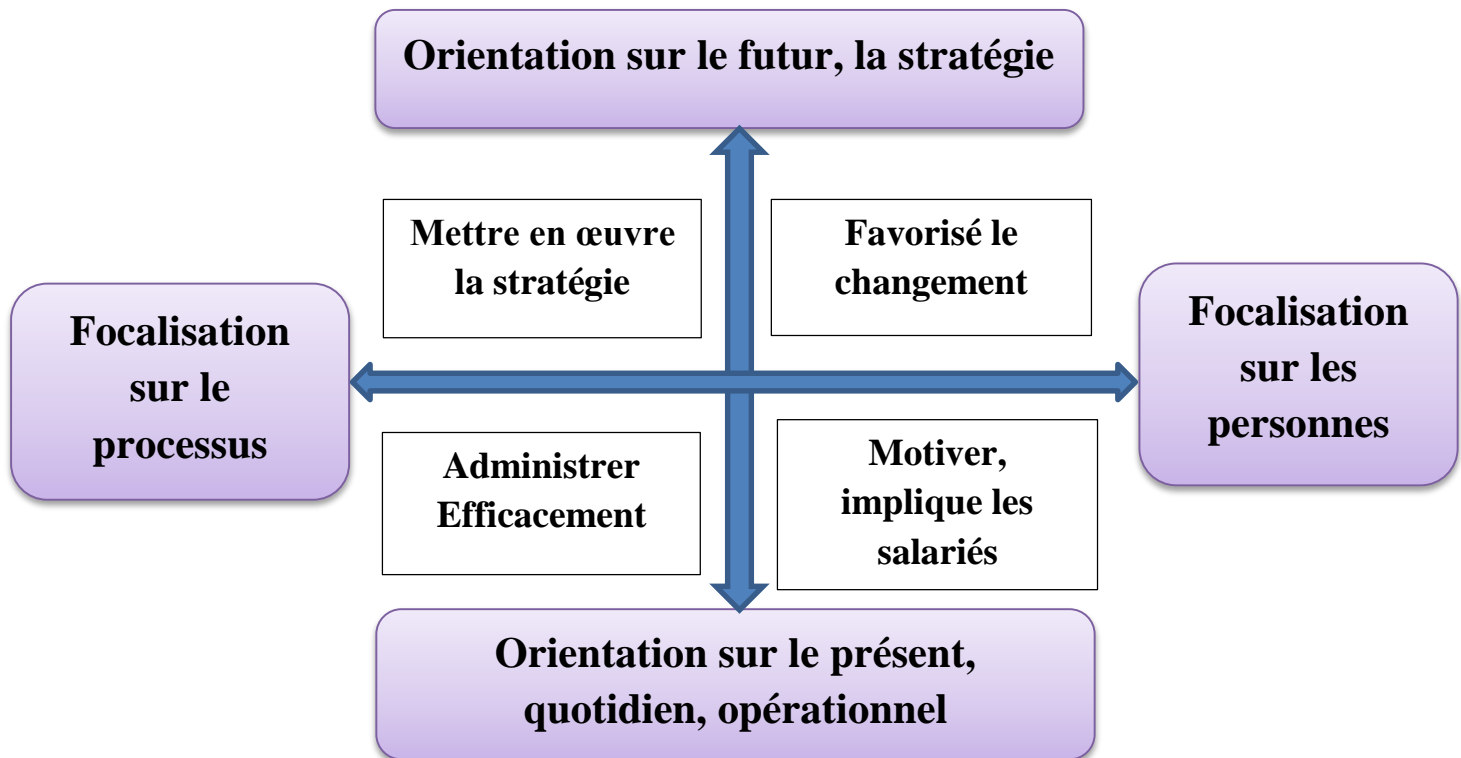 Orientation sur le futur, la stratégie
Mettre en œuvre
la stratégie
Favorisé le
changement
Focalisation
sur le
processus
Focalisation
sur les
personnes
Administrer
Efficacement
Motiver,
implique les
salariés
Orientation sur le présent,
quotidien, opérationnel